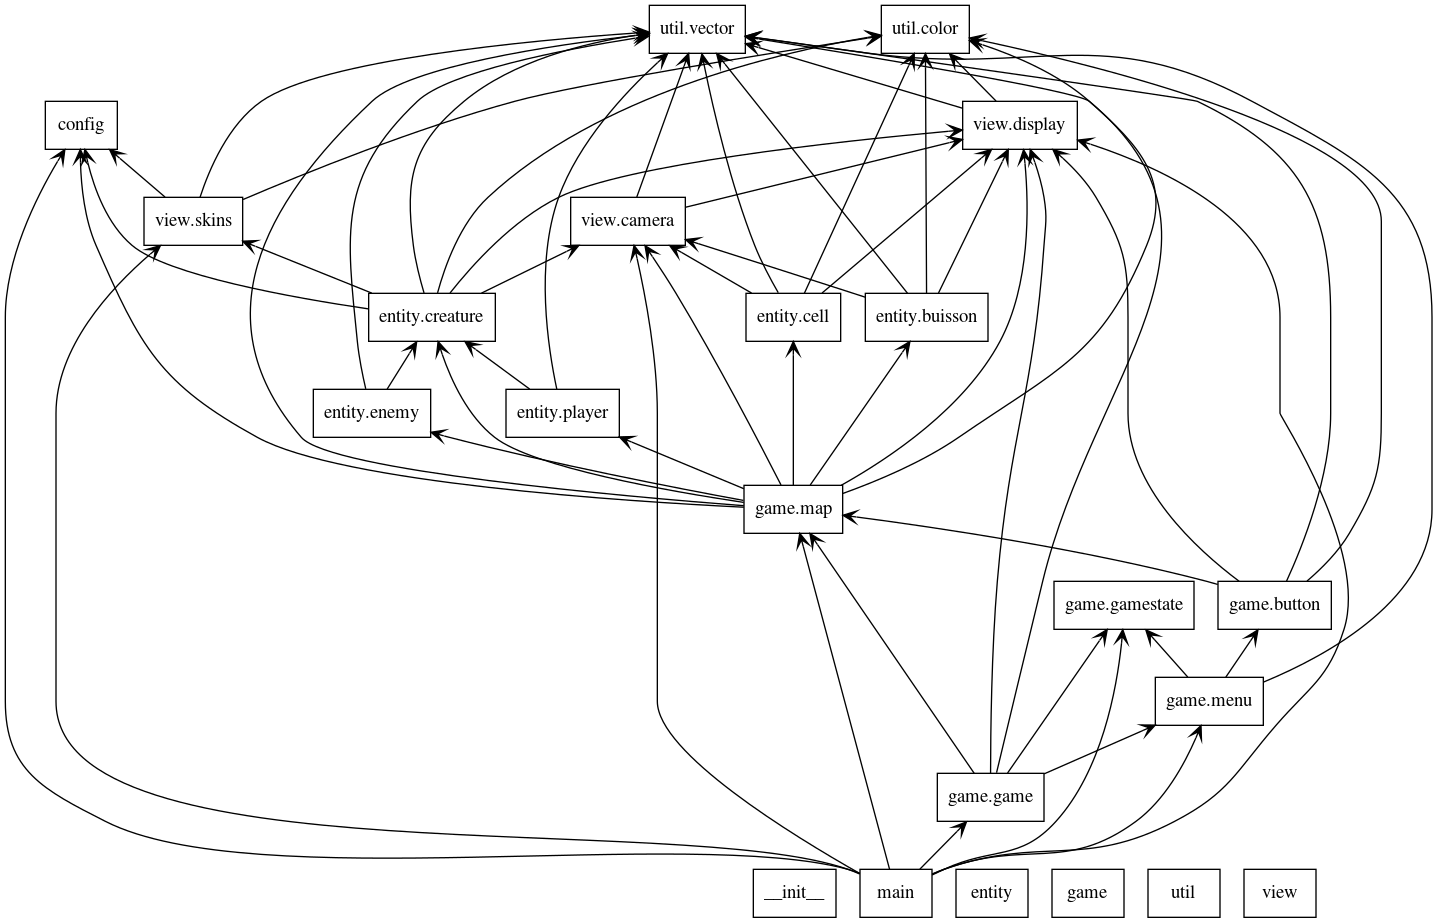 util.vector
util.color
config
view.display
view.skins
view.camera
entity.creature
entity.cell
entity.buisson
entity.enemy
entity.player
game.map
game.gamestate
game.button
game.menu
game.game
__init__
main
entity
game
util
view